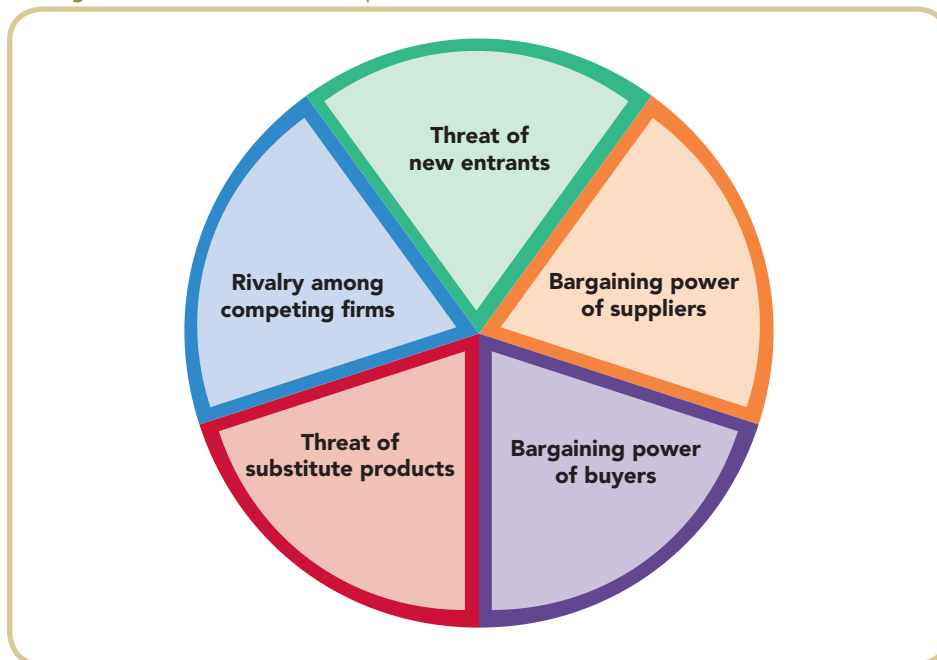 Threat of
new entrants
Bargaining power
of suppliers
Bargaining power
of buyers
Threat of
substitute products
Rivalry among
competing firms